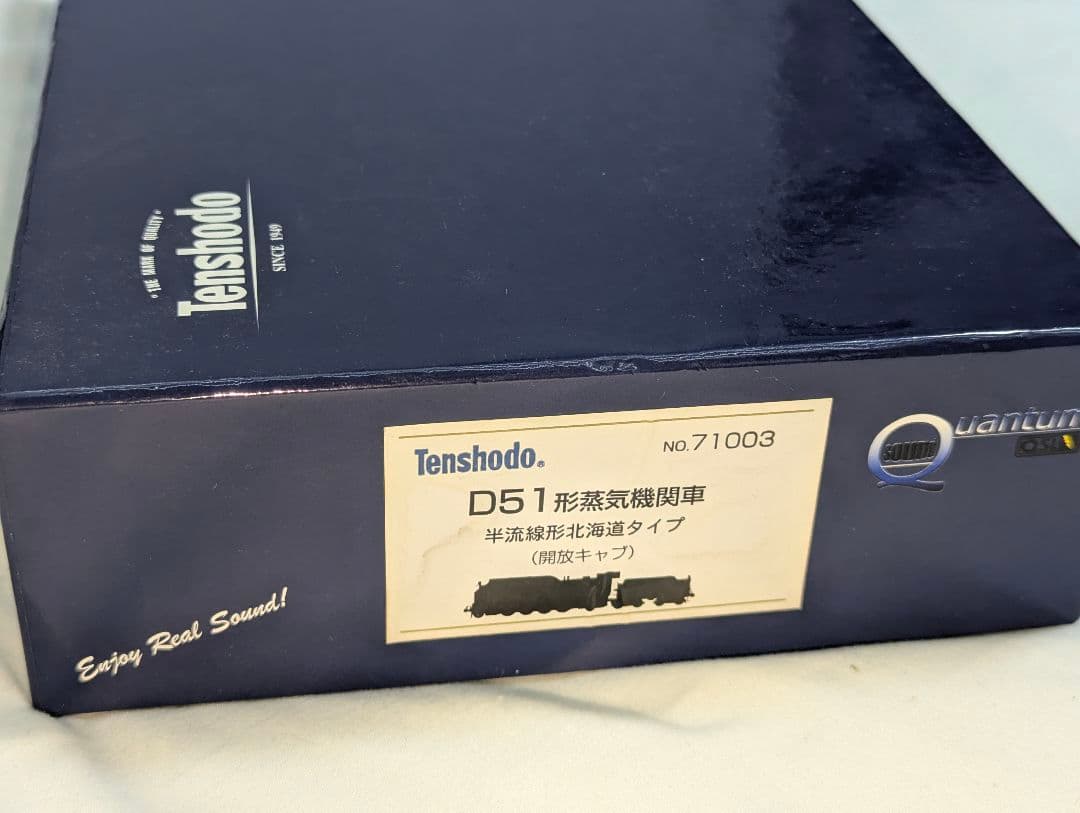 THE MARK OF QUALITY
Tenshodo
SINCE 1949
Tenshodo®
NO.71003
D51形蒸気機関車
半流線形北海道タイプ
(開放キャブ)
Quantum
SOUND
QSI
Enjoy Real Sound!